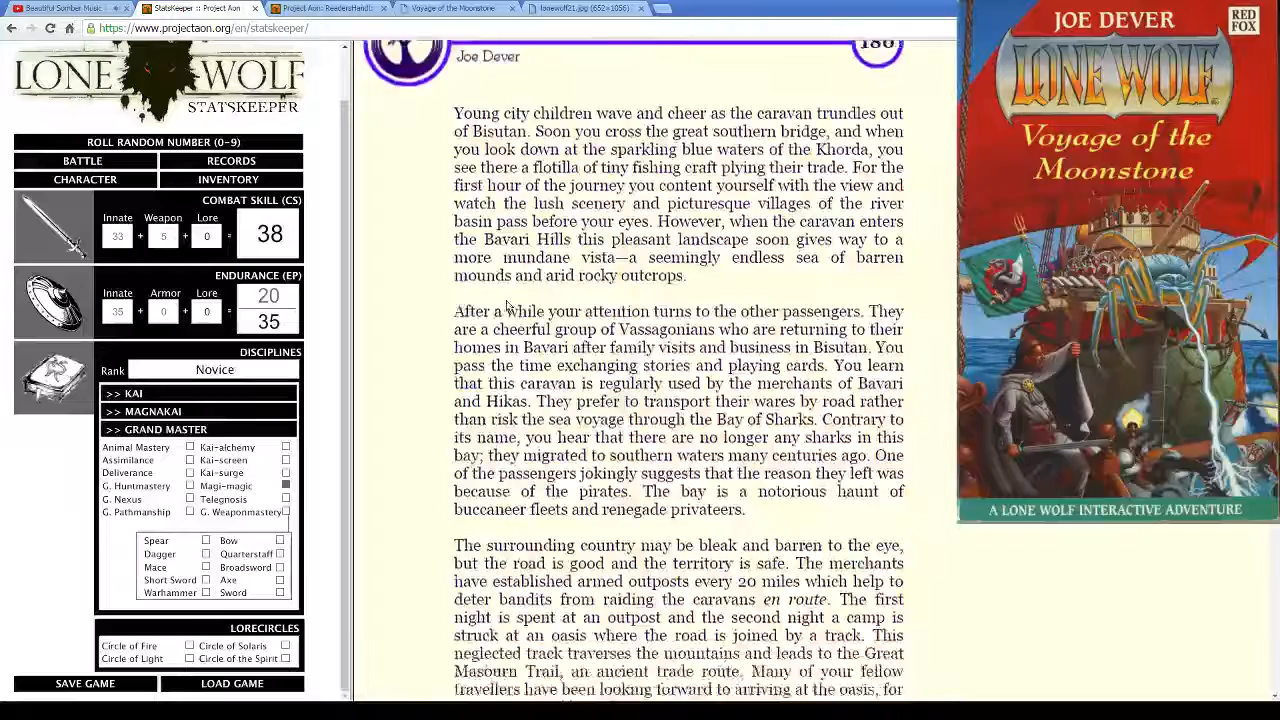 Beautiful Somber Music
StatsKeeper :: Project Aon
Project Aon: ReadersHandb
Voyage of the Moonstone
lonewolf21.jpg (652×1056)
https://www.projectaon.org/en/statskeeper/
LONE WOLF
STATSKEEPER
ROLL RANDOM NUMBER (0-9)
BATTLE RECORDS
CHARACTER INVENTORY
COMBAT SKILL (CS)
Innate Weapon Lore
33 + 5 + 0 = 38
ENDURANCE (EP)
Innate Armor Lore
35 + 0 + 0 = 20
35
DISCIPLINES
Rank Novice
>> KAI
>> MAGNAKAI
>> GRAND MASTER
Animal Mastery Kai-alchemy
Assimilance Kai-screen
Deliverance Kai-surge
G. Huntmastery Magi-magic
G. Nexus Telegnosis
G. Pathmanship G. Weaponmastery
Spear Bow
Dagger Quarterstaff
Mace Broadsword
Short Sword Axe
Warhammer Sword
LORECIRCLES
Circle of Fire Circle of Solaris
Circle of Light Circle of the Spirit
SAVE GAME LOAD GAME
Joe Dever
186
Young city children wave and cheer as the caravan trundles out
of Bisutan. Soon you cross the great southern bridge, and when
you look down at the sparkling blue waters of the Khorda, you
see there a flotilla of tiny fishing craft plying their trade. For the
first hour of the journey you content yourself with the view and
watch the lush scenery and picturesque villages of the river
basin pass before your eyes. However, when the caravan enters
the Bavari Hills this pleasant landscape soon gives way to a
more mundane vista—a seemingly endless sea of barren
mounds and arid rocky outcrops.
After a while your attention turns to the other passengers. They
are a cheerful group of Vassagonians who are returning to their
homes in Bavari after family visits and business in Bisutan. You
pass the time exchanging stories and playing cards. You learn
that this caravan is regularly used by the merchants of Bavari
and Hikas. They prefer to transport their wares by road rather
than risk the sea voyage through the Bay of Sharks. Contrary to
its name, you hear that there are no longer any sharks in this
bay; they migrated to southern waters many centuries ago. One
of the passengers jokingly suggests that the reason they left was
because of the pirates. The bay is a notorious haunt of
buccaneer fleets and renegade privateers.
The surrounding country may be bleak and barren to the eye,
but the road is good and the territory is safe. The merchants
have established armed outposts every 20 miles which help to
deter bandits from raiding the caravans en route. The first
night is spent at an outpost and the second night a camp is
struck at an oasis where the road is joined by a track. This
neglected track traverses the mountains and leads to the Great
Masourn Trail, an ancient trade route. Many of your fellow
travellers have been looking forward to arriving at the oasis, for
JOE DEVER
RED
FOX
LONE WOLF
Voyage of the
Moonstone
A LONE WOLF INTERACTIVE ADVENTURE